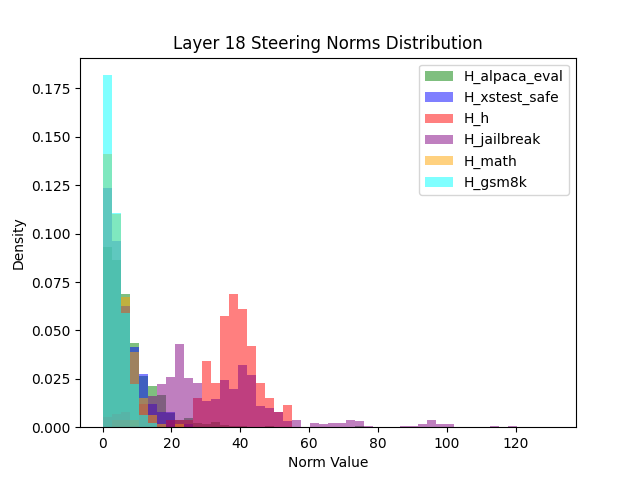 Layer 18 Steering Norms Distribution
H_alpaca_eval
H_xstest_safe
H_h
H_jailbreak
H_math
H_gsm8k
Density
0.175
0.150
0.125
0.100
0.075
0.050
0.025
0.000
0 20 40 60 80 100 120
Norm Value